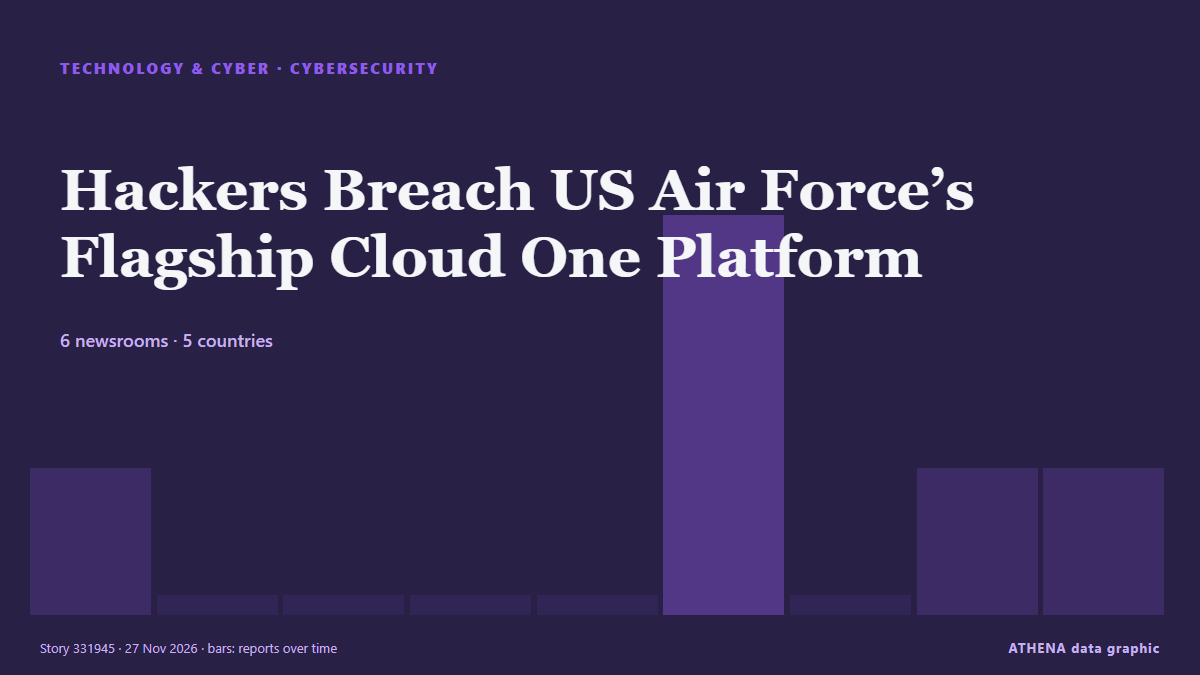 TECHNOLOGY & CYBER · CYBERSECURITY
Hackers Breach US Air Force’s
Flagship Cloud One Platform
6 newsrooms · 5 countries
Story 331945 · 27 Nov 2026 · bars: reports over time
ATHENA data graphic